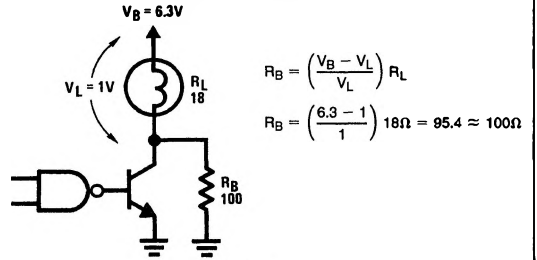 V_B = 6.3V
V_L = 1V
R_L
18
R_B
100
R_B = ( (V_B − V_L) / V_L ) R_L
R_B = ( (6.3 − 1) / 1 ) 18Ω = 95.4 ≈ 100Ω